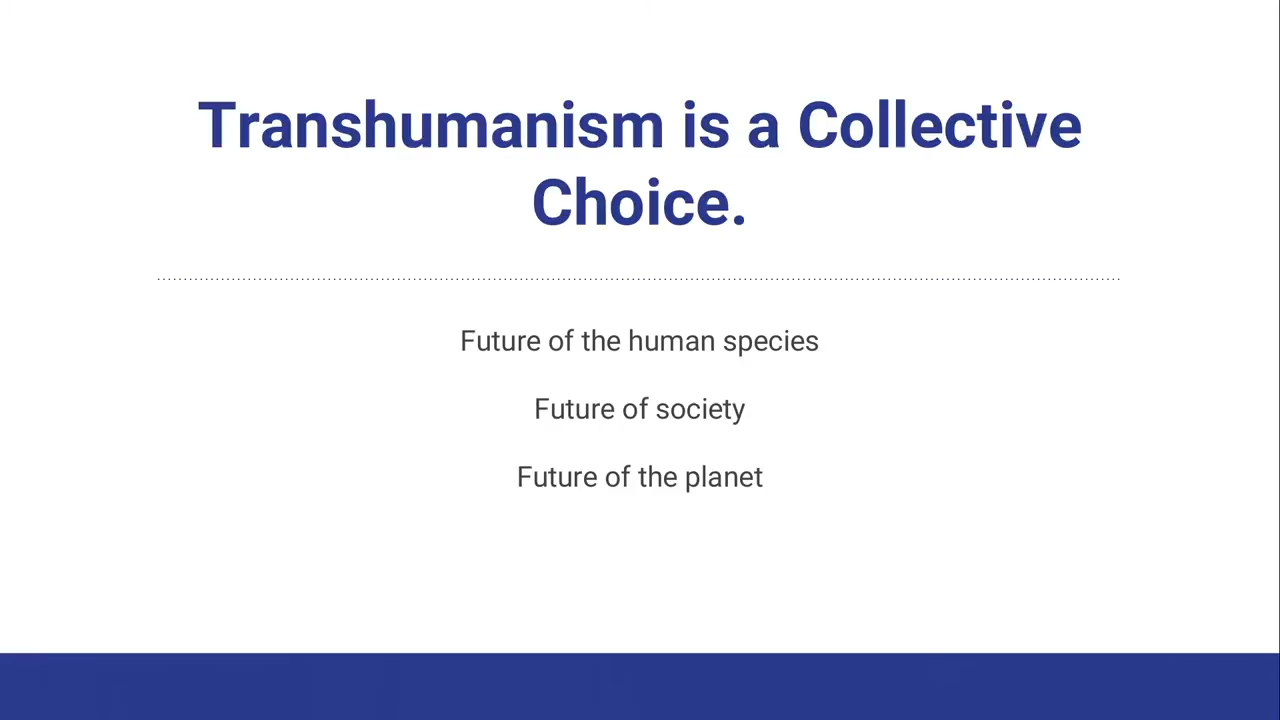 Transhumanism is a Collective
Choice.
Future of the human species
Future of society
Future of the planet